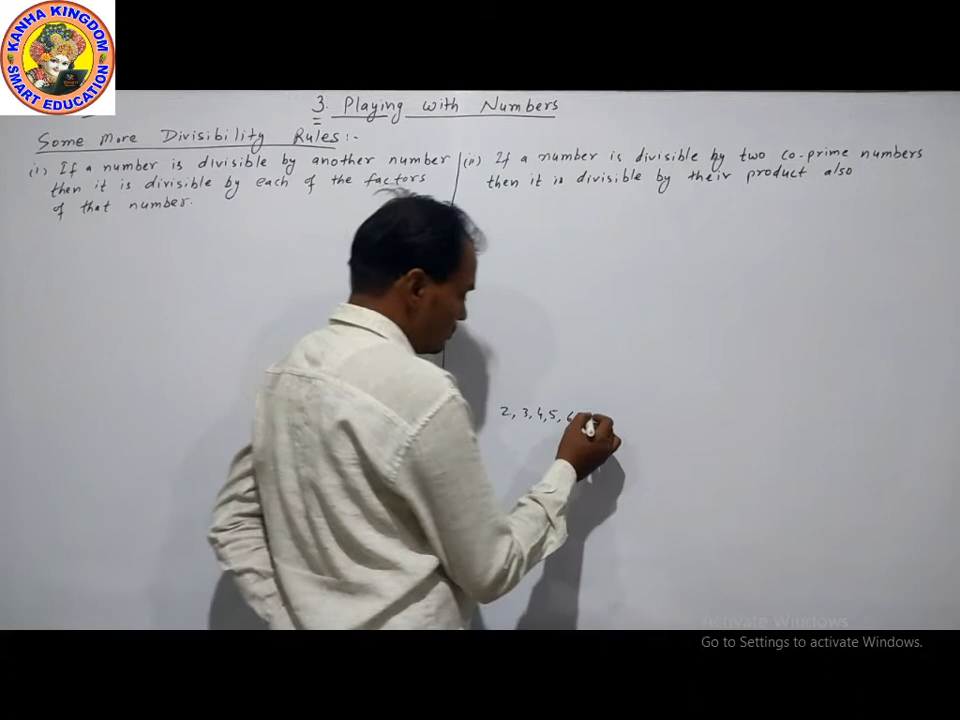 KANHA KINGDOM
SMART EDUCATION
3. Playing with Numbers
Some More Divisibility Rules:-
(i) If a number is divisible by another number
then it is divisible by each of the factors
of that number.
(ii) If a number is divisible by two co-prime numbers
then it is divisible by their product also
2, 3, 4, 5, 6
Activate Windows
Go to Settings to activate Windows.